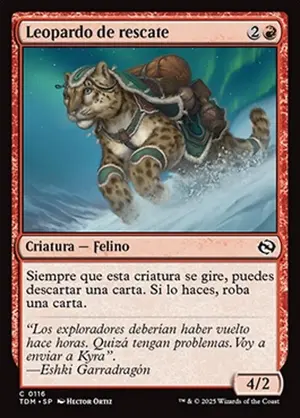 Leopardo de rescate 2
Criatura — Felino
Siempre que esta criatura se gire, puedes
descartar una carta. Si lo haces, roba
una carta.
“Los exploradores deberían haber vuelto
hace horas. Quizá tengan problemas. Voy a
enviar a Kyra”.
—Eshki Garradragón
4/2
C 0116
TDM • SP Hector Ortiz
™ & © 2025 Wizards of the Coast